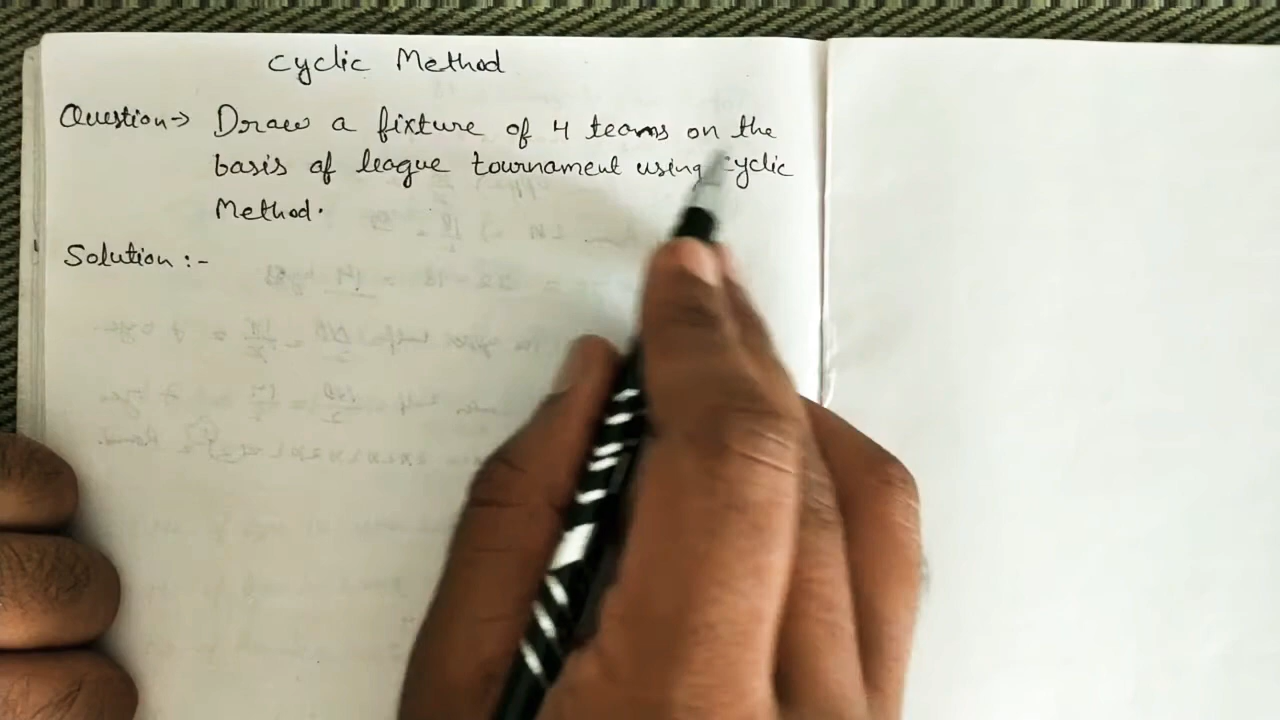 Cyclic Method
Question→ Draw a fixture of 4 teams on the
basis of league tournament using cyclic
Method.
Solution :-